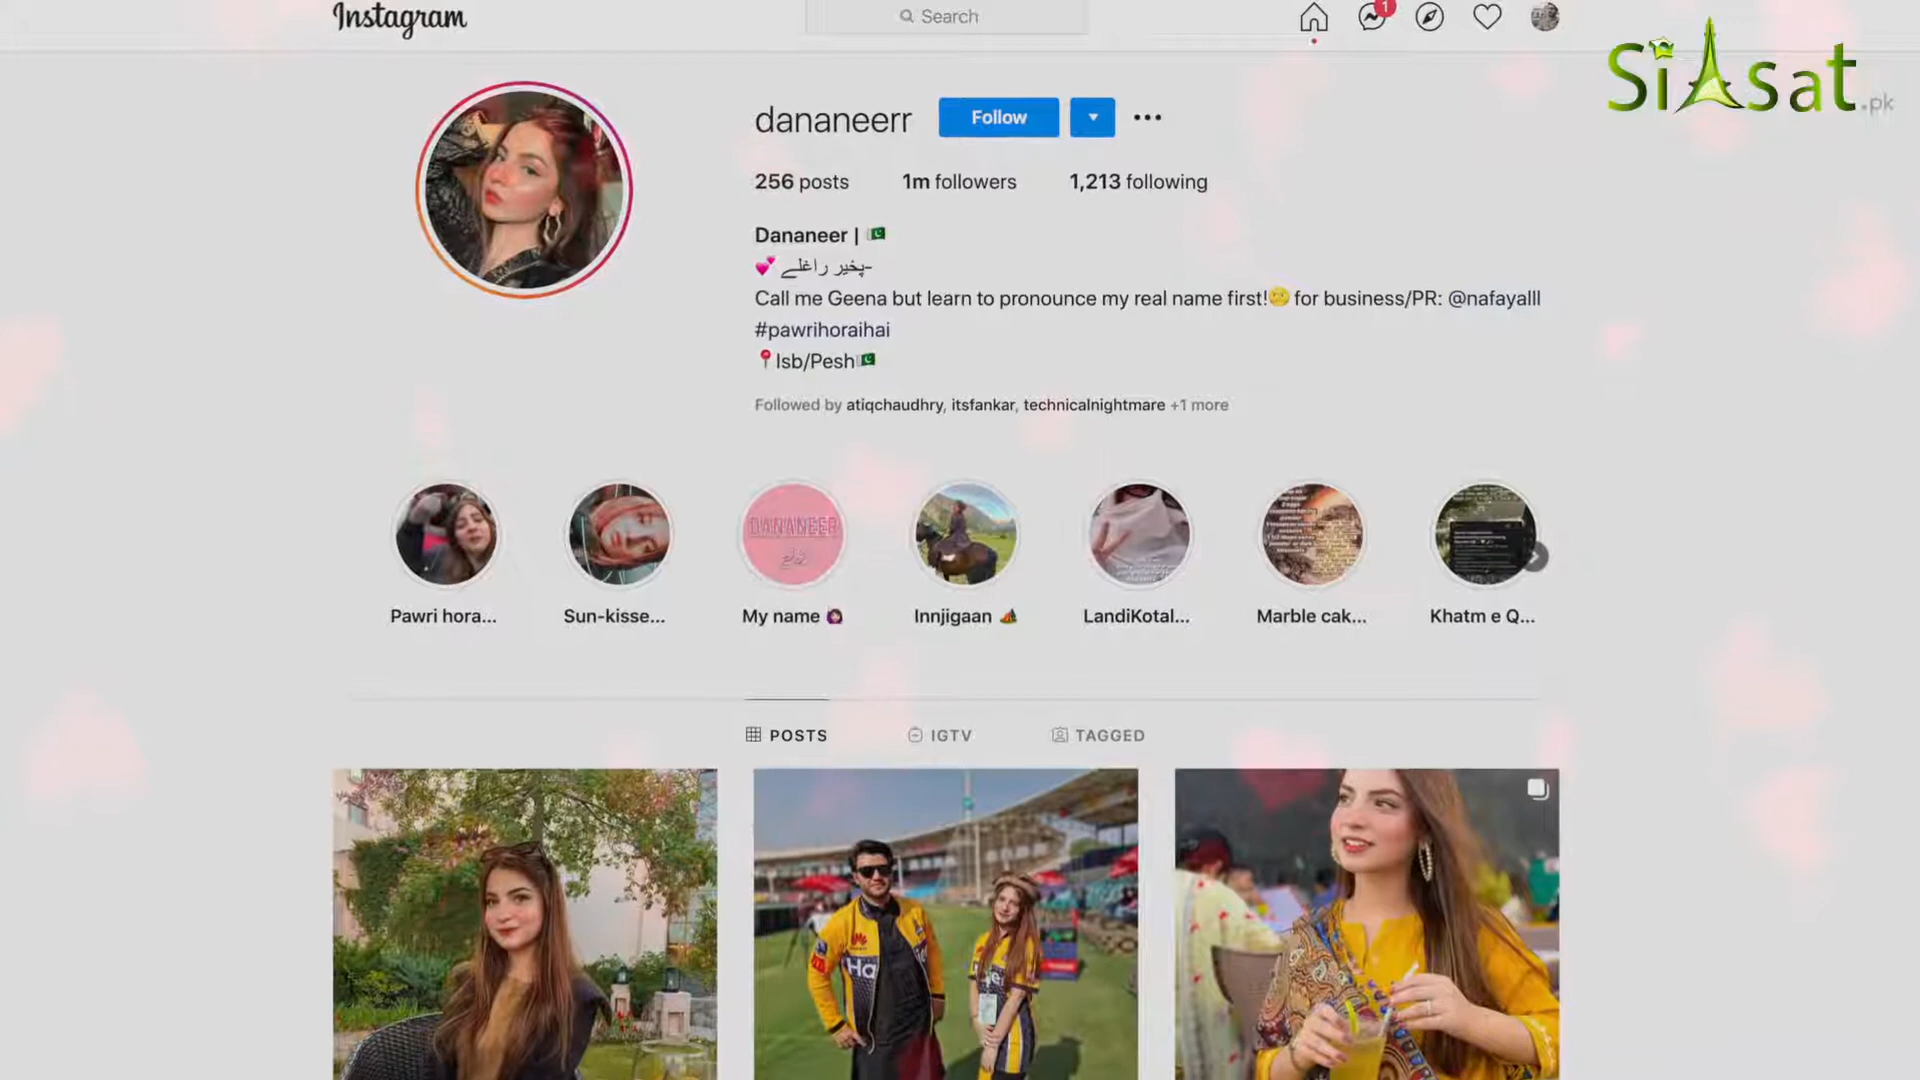 Instagram
Search
1
SiAsat.pk
dananeerr
Follow
256 posts
1m followers
1,213 following
Dananeer | 🇵🇰
-پخیر راغلے 💕
Call me Geena but learn to pronounce my real name first! for business/PR: @nafayalll
#pawrihoraihai
📍Isb/Pesh🇵🇰
Followed by atiqchaudhry, itsfankar, technicalnightmare +1 more
DANANEER
Pawri hora...
Sun-kisse...
My name
Innjigaan
LandiKotal...
Marble cak...
Khatm e Q...
POSTS
IGTV
TAGGED
HUAWEI